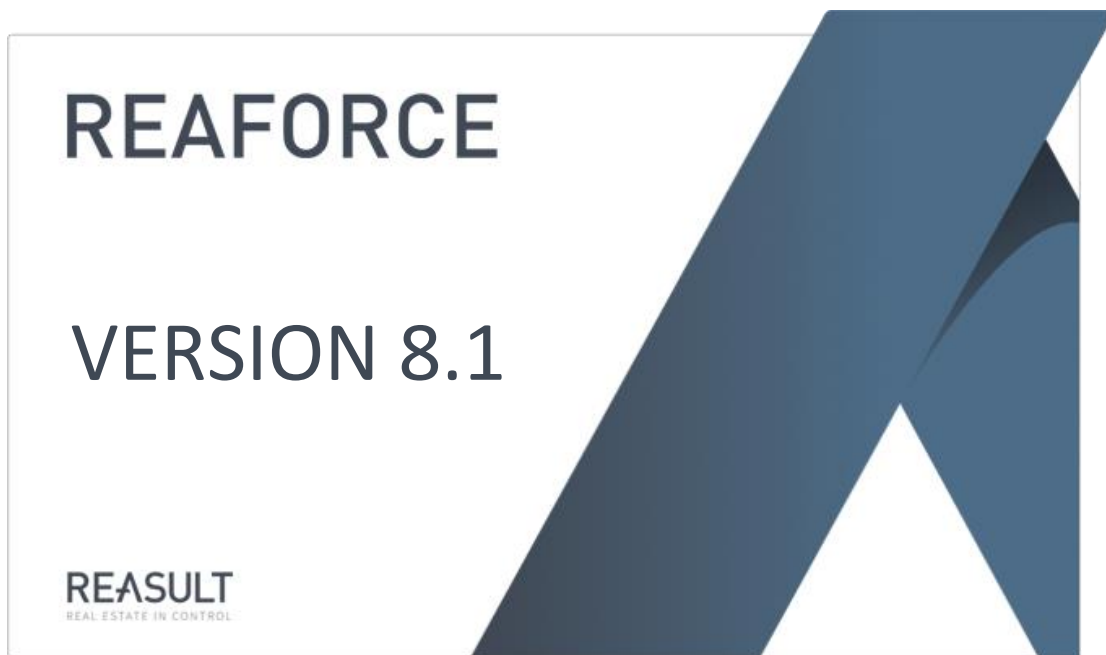 REAFORCE
VERSION 8.1
REASULT
REAL ESTATE IN CONTROL